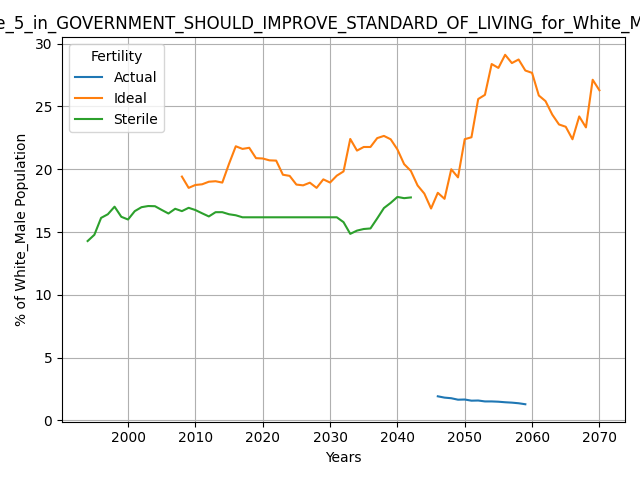 e_5_in_GOVERNMENT_SHOULD_IMPROVE_STANDARD_OF_LIVING_for_White_M
Fertility
Actual
Ideal
Sterile
% of White_Male Population
30
25
20
15
10
5
0
2000 2010 2020 2030 2040 2050 2060 2070
Years